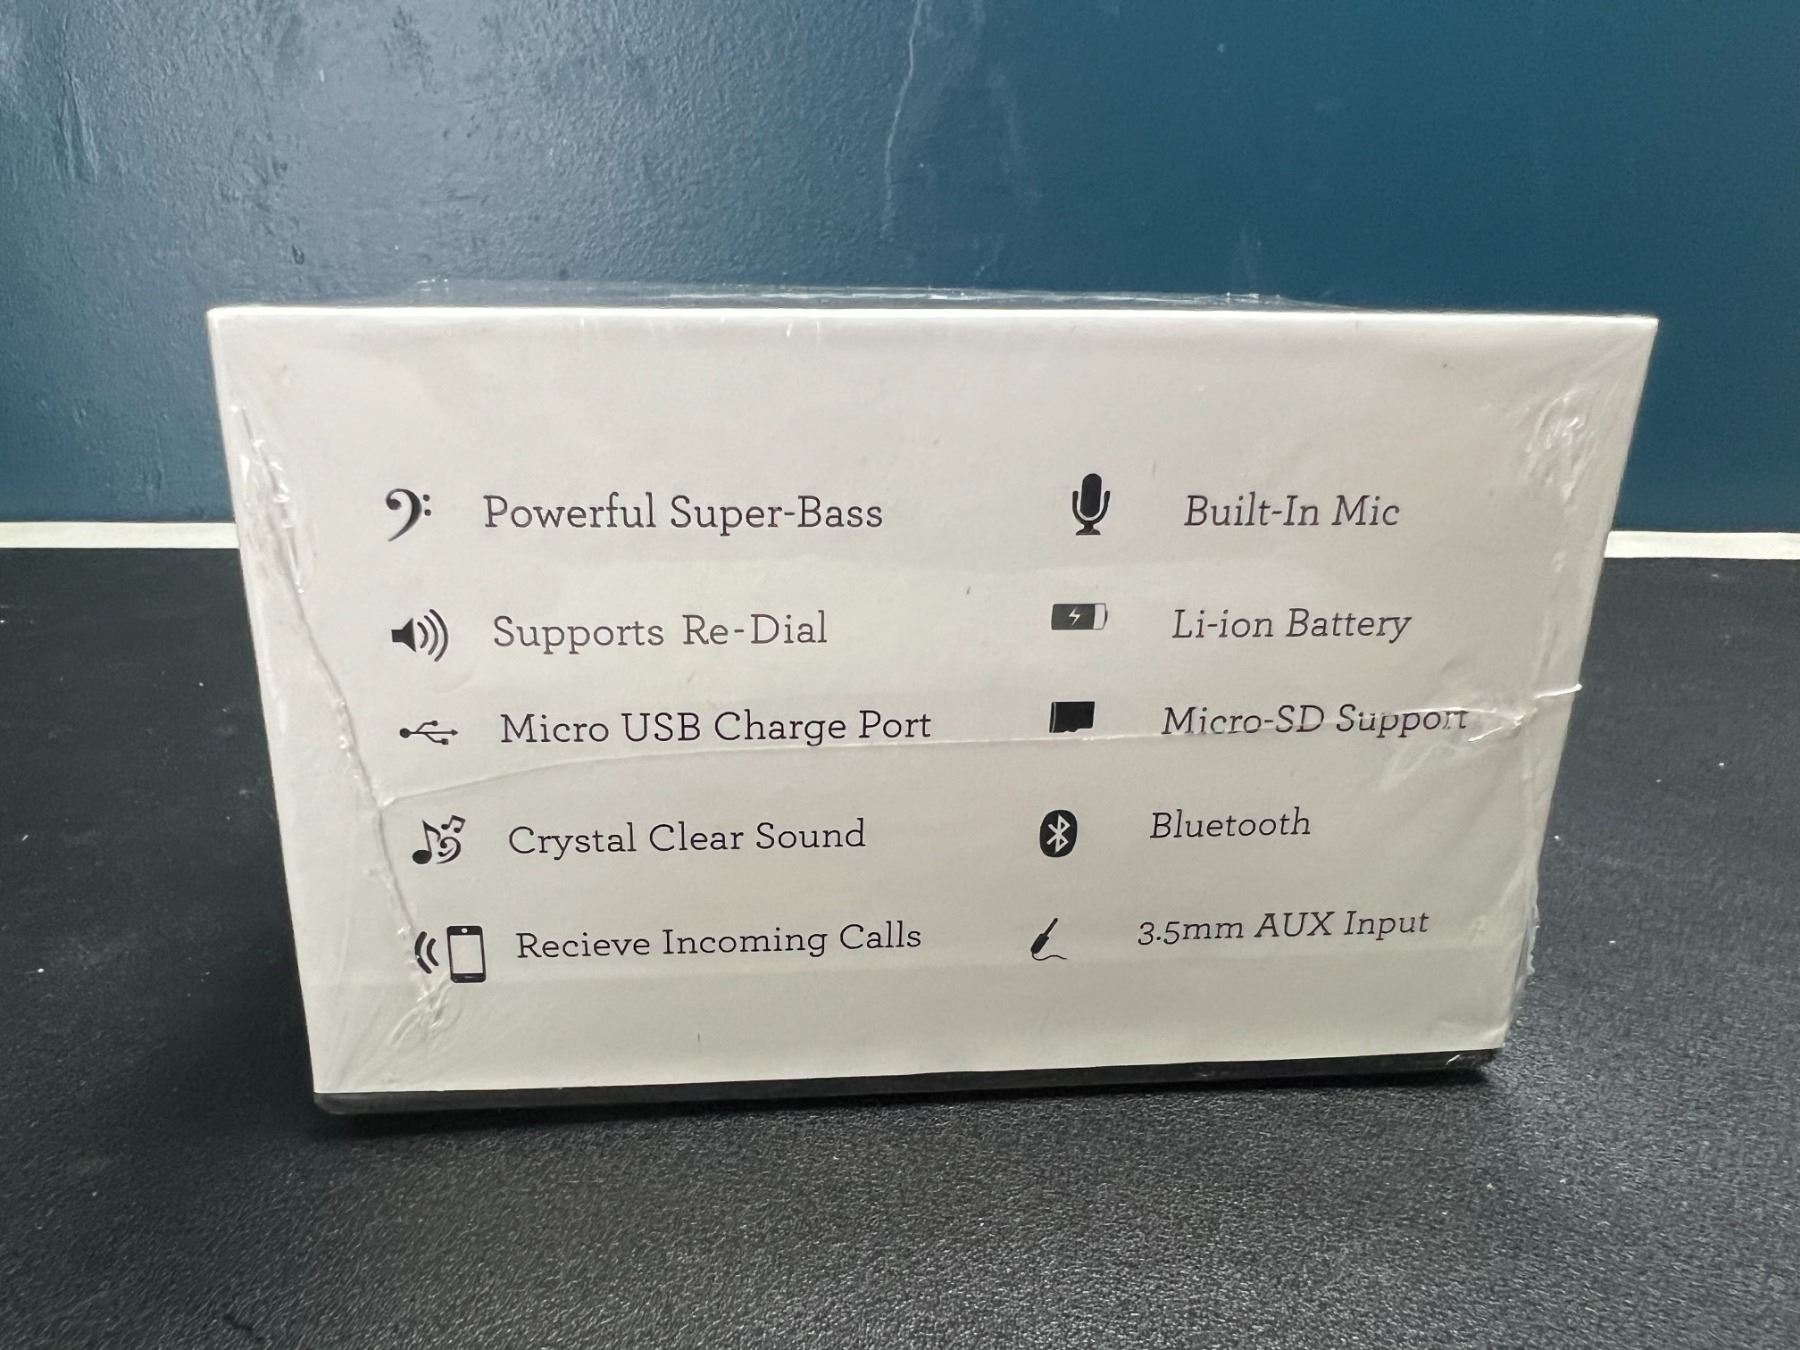 Powerful Super-Bass
Supports Re-Dial
Micro USB Charge Port
Crystal Clear Sound
Recieve Incoming Calls
Built-In Mic
Li-ion Battery
Micro-SD Support
Bluetooth
3.5mm AUX Input